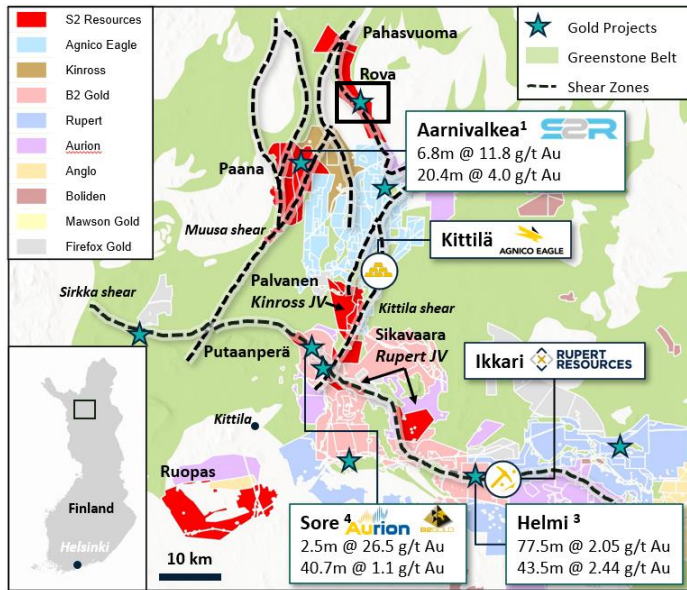 S2 Resources
Agnico Eagle
Kinross
B2 Gold
Rupert
Aurion
Anglo
Boliden
Mawson Gold
Firefox Gold
Pahasvuoma
Rova
Gold Projects
Greenstone Belt
Shear Zones
Aarnivalkea¹ S2R
6.8m @ 11.8 g/t Au
20.4m @ 4.0 g/t Au
Paana
Muusa shear
Kittilä AGNICO EAGLE
Palvanen
Kinross JV
Kittila shear
Sirkka shear
Putaanperä
Sikavaara
Rupert JV
Ikkari RUPERT RESOURCES
Kittila
Ruopas
Finland
Helsinki
10 km
Sore ⁴ Aurion B2GOLD
2.5m @ 26.5 g/t Au
40.7m @ 1.1 g/t Au
Helmi ³
77.5m @ 2.05 g/t Au
43.5m @ 2.44 g/t Au